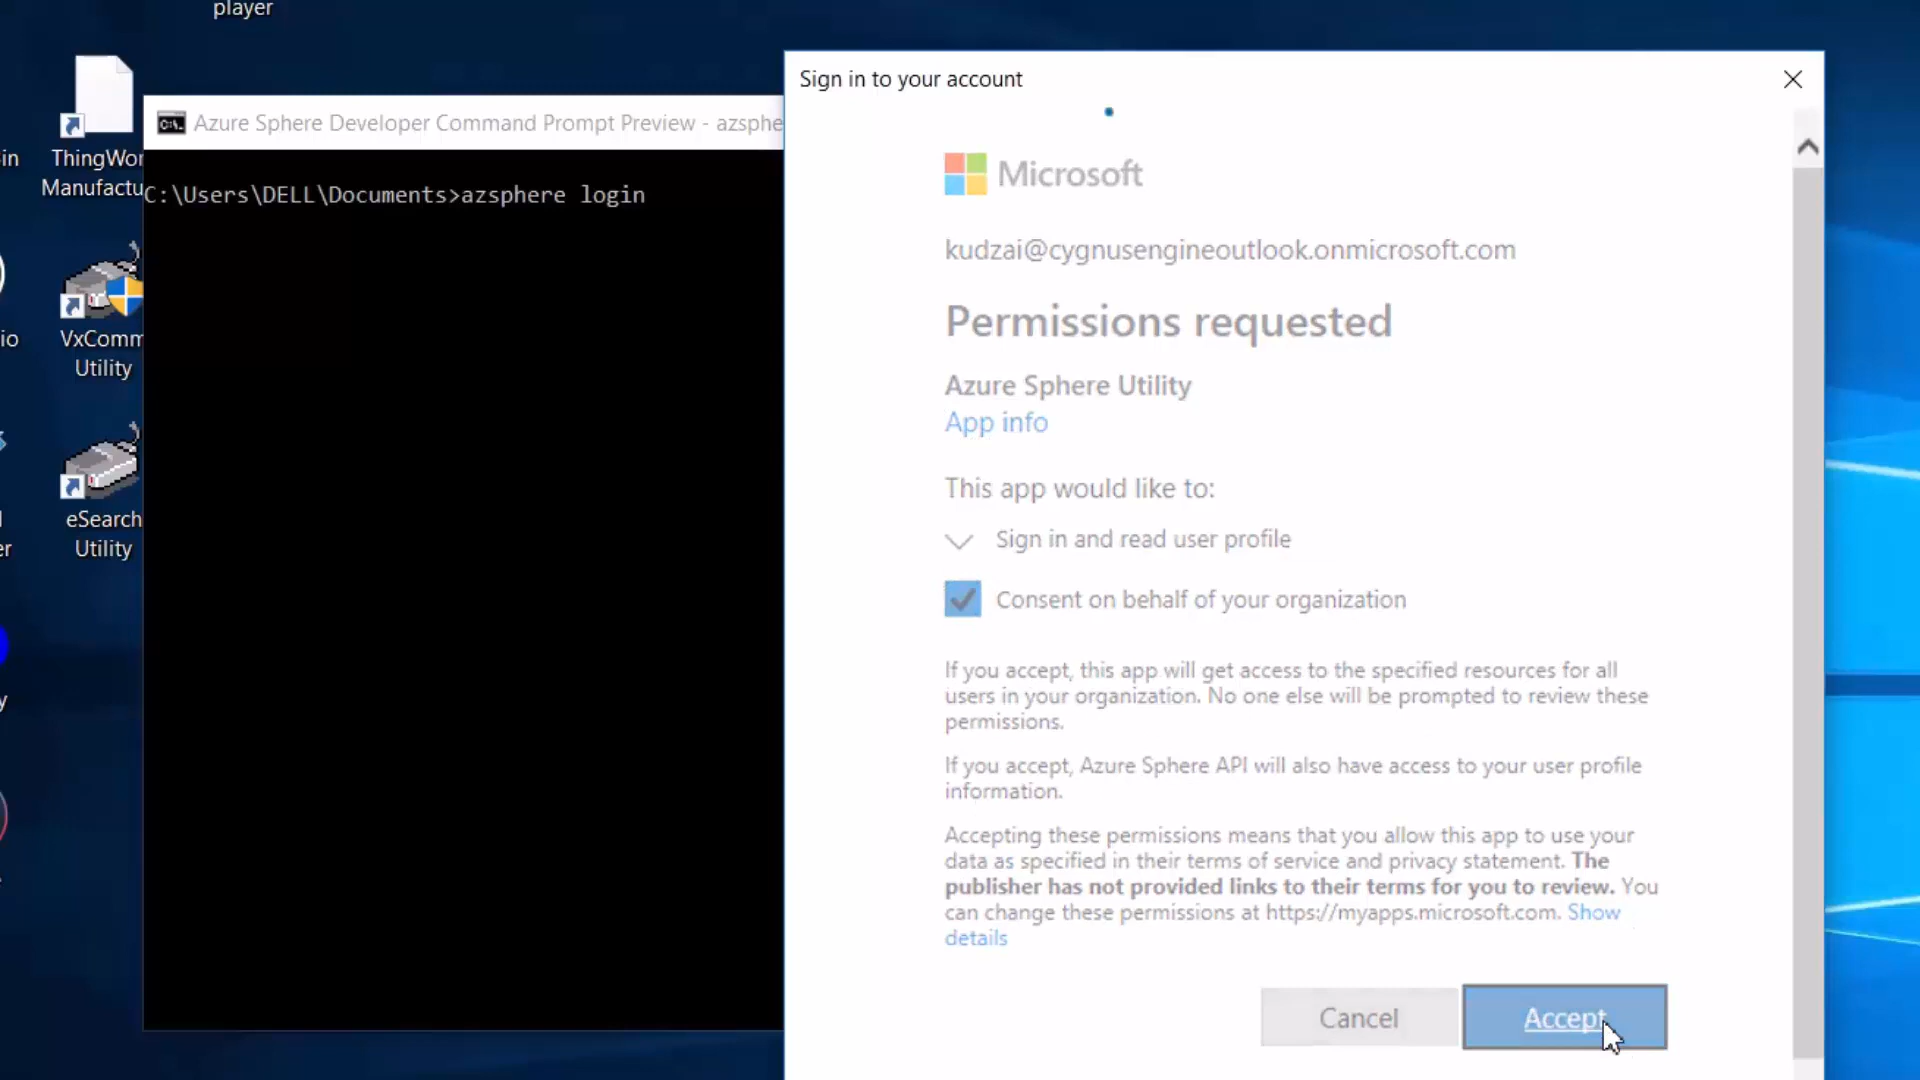 player
in
ThingWor
Manufactu
io
VxComm
Utility
eSearch
Utility
er
y
Azure Sphere Developer Command Prompt Preview - azsphe
C:\Users\DELL\Documents>azsphere login
Sign in to your account
Microsoft
kudzai@cygnusengineoutlook.onmicrosoft.com
Permissions requested
Azure Sphere Utility
App info
This app would like to:
Sign in and read user profile
Consent on behalf of your organization
If you accept, this app will get access to the specified resources for all
users in your organization. No one else will be prompted to review these
permissions.
If you accept, Azure Sphere API will also have access to your user profile
information.
Accepting these permissions means that you allow this app to use your
data as specified in their terms of service and privacy statement. The
publisher has not provided links to their terms for you to review. You
can change these permissions at https://myapps.microsoft.com. Show
details
Cancel
Accept